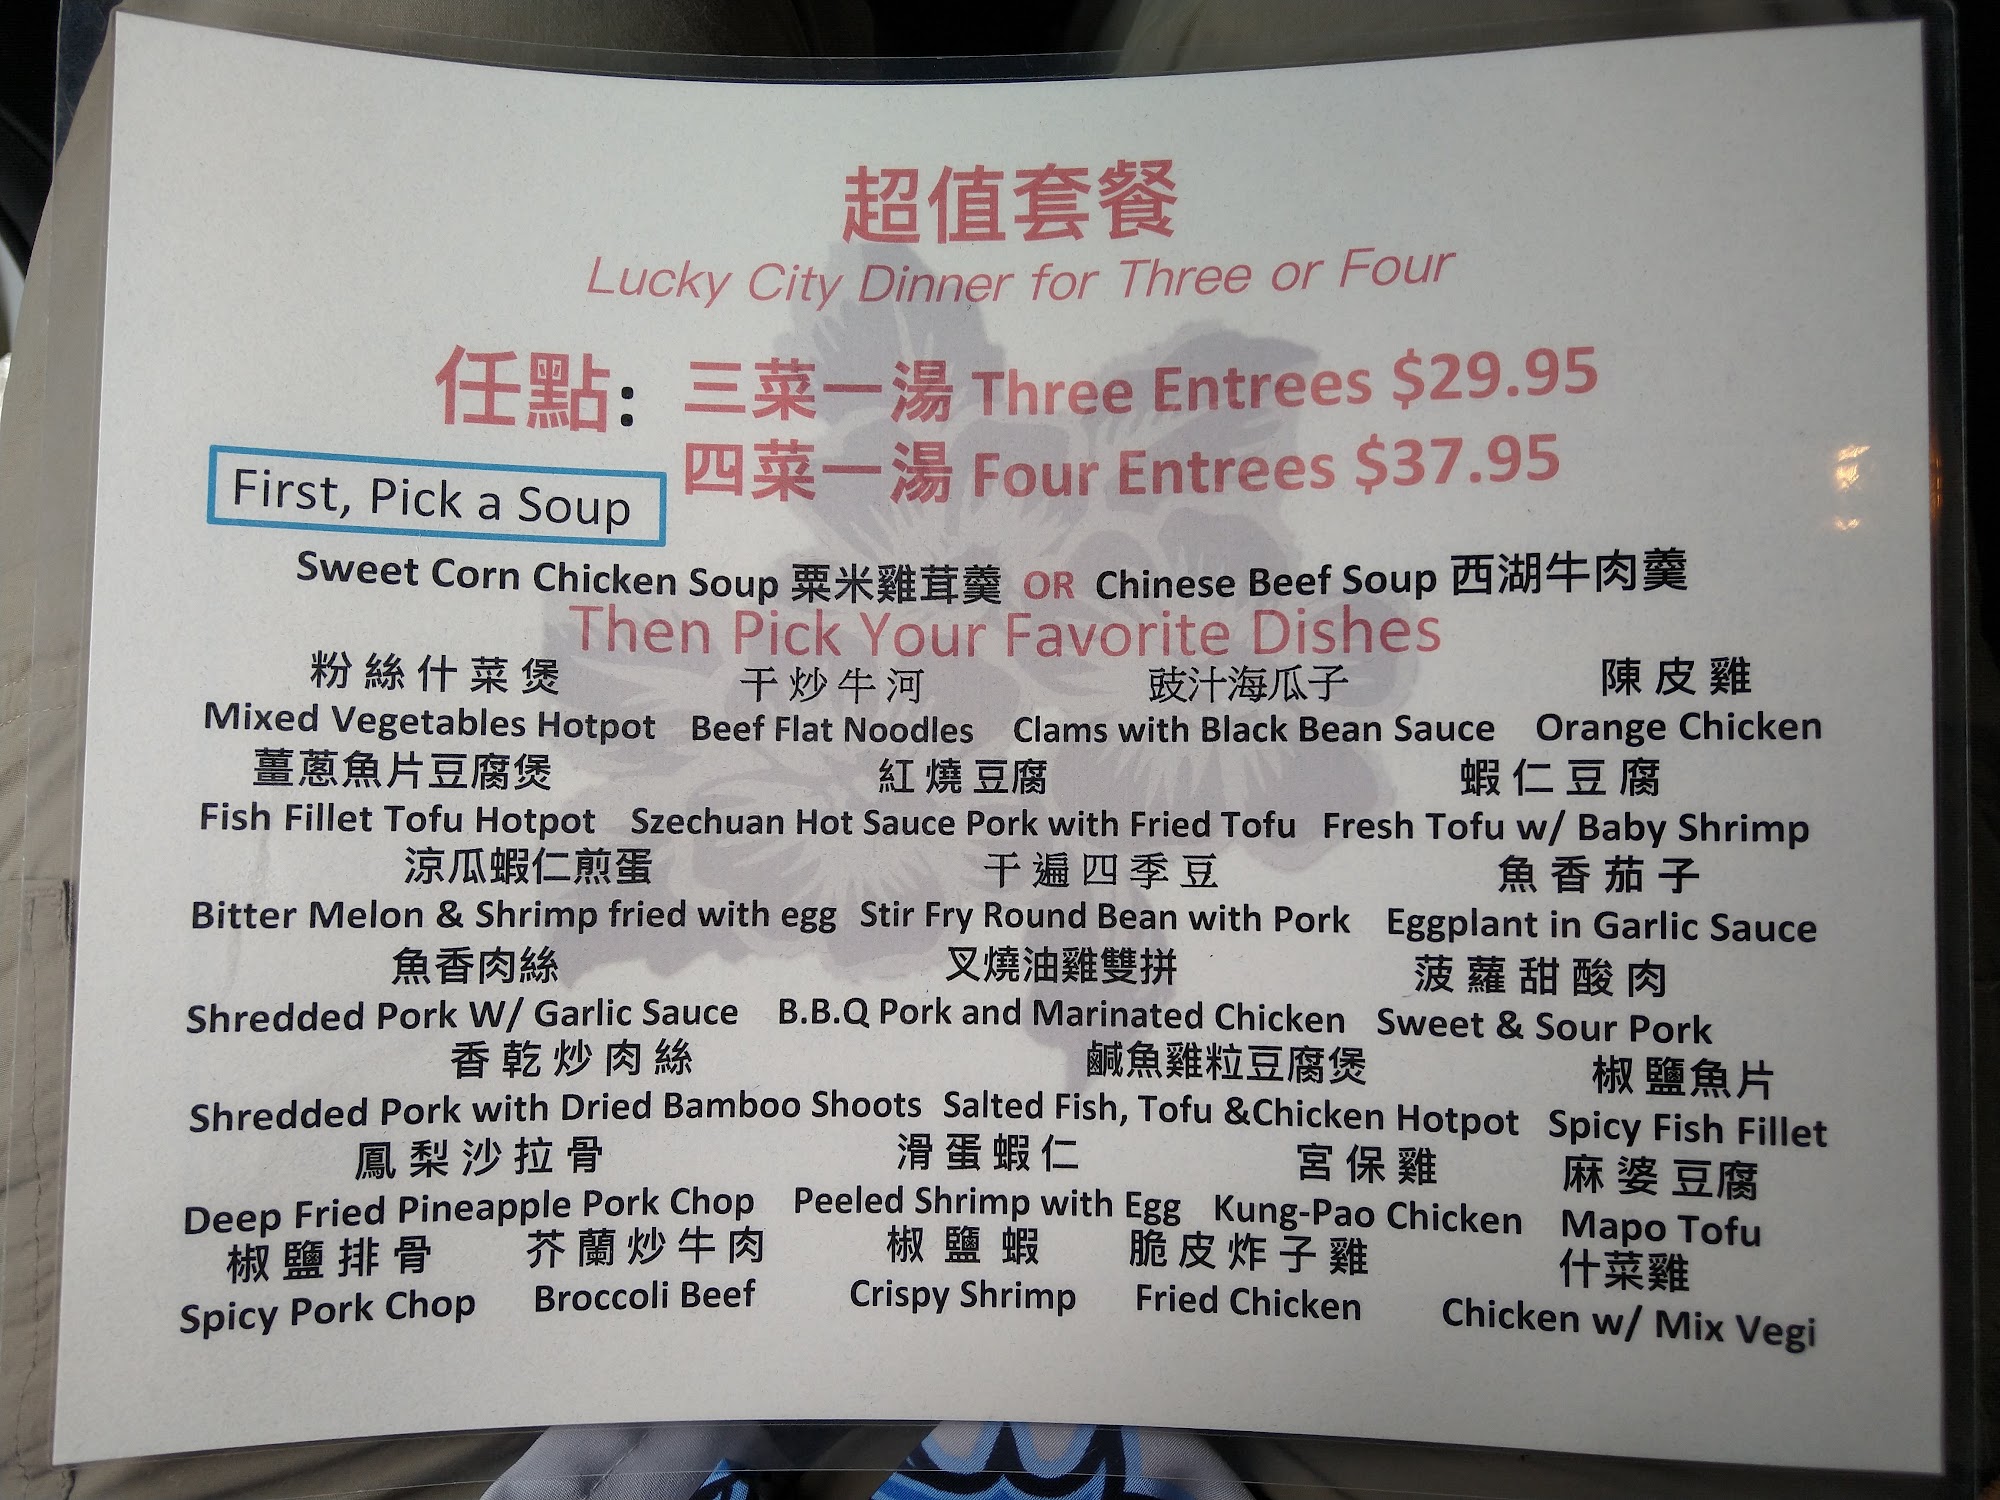 超值套餐
Lucky City Dinner for Three or Four
任點: 三菜一湯 Three Entrees $29.95
四菜一湯 Four Entrees $37.95
First, Pick a Soup
Sweet Corn Chicken Soup 粟米雞茸羹 OR Chinese Beef Soup 西湖牛肉羹
Then Pick Your Favorite Dishes
粉絲什菜煲 干炒牛河 豉汁海瓜子 陳皮雞
Mixed Vegetables Hotpot Beef Flat Noodles Clams with Black Bean Sauce Orange Chicken
薑蔥魚片豆腐煲 紅燒豆腐 蝦仁豆腐
Fish Fillet Tofu Hotpot Szechuan Hot Sauce Pork with Fried Tofu Fresh Tofu w/ Baby Shrimp
涼瓜蝦仁煎蛋 干遍四季豆 魚香茄子
Bitter Melon & Shrimp fried with egg Stir Fry Round Bean with Pork Eggplant in Garlic Sauce
魚香肉絲 叉燒油雞雙拼 菠蘿甜酸肉
Shredded Pork W/ Garlic Sauce B.B.Q Pork and Marinated Chicken Sweet & Sour Pork
香乾炒肉絲 鹹魚雞粒豆腐煲 椒鹽魚片
Shredded Pork with Dried Bamboo Shoots Salted Fish, Tofu &Chicken Hotpot Spicy Fish Fillet
鳳梨沙拉骨 滑蛋蝦仁 宮保雞 麻婆豆腐
Deep Fried Pineapple Pork Chop Peeled Shrimp with Egg Kung-Pao Chicken Mapo Tofu
椒鹽排骨 芥蘭炒牛肉 椒鹽蝦 脆皮炸子雞 什菜雞
Spicy Pork Chop Broccoli Beef Crispy Shrimp Fried Chicken Chicken w/ Mix Vegi